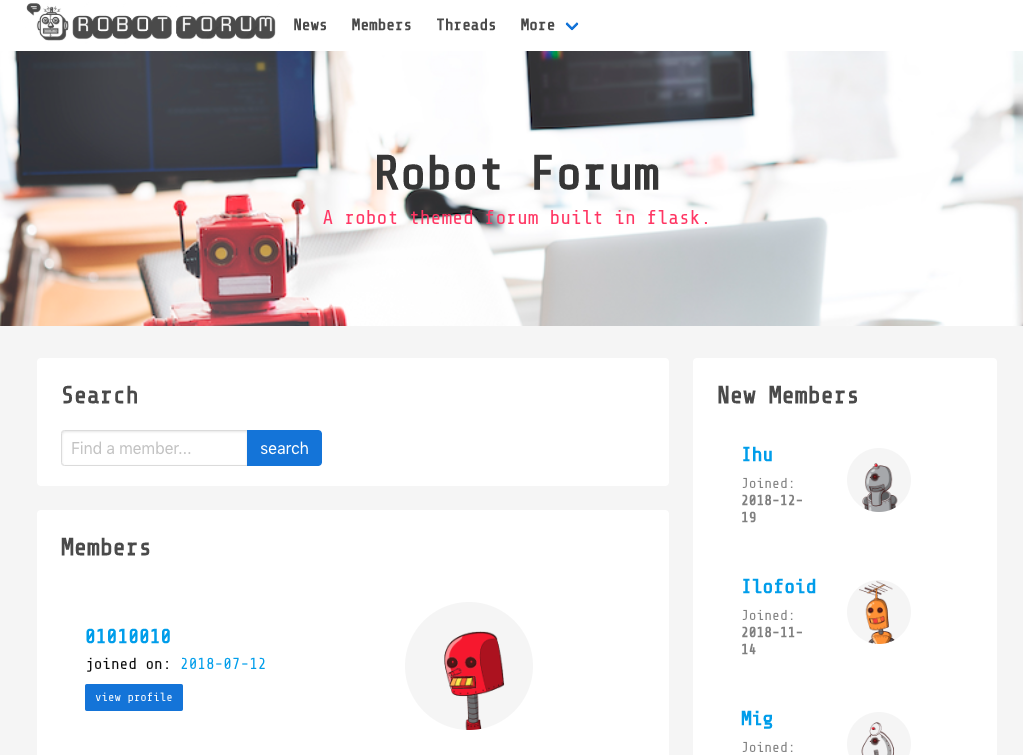 ROBOT FORUM News Members Threads More
Robot Forum
A robot themed forum built in flask.
Search
Find a member...
search
Members
01010010
joined on: 2018-07-12
view profile
New Members
Ihu
Joined:
2018-12-
19
Ilofoid
Joined:
2018-11-
14
Mig
Joined: